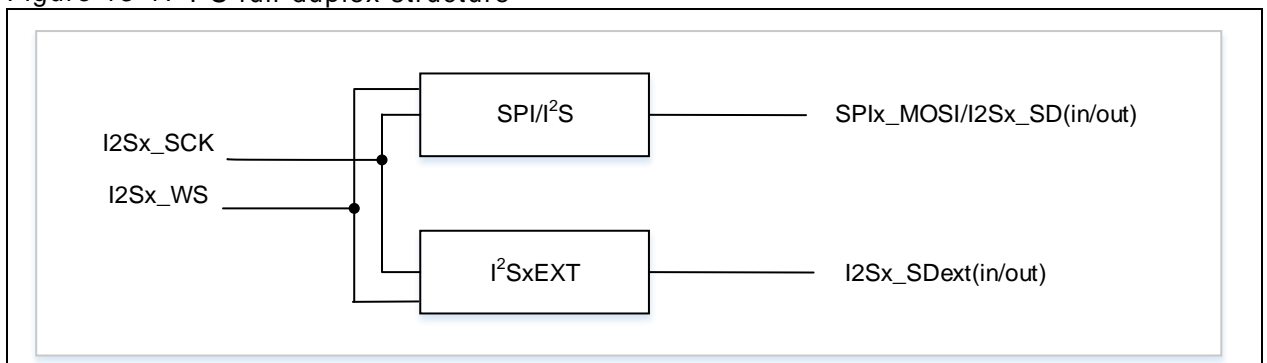 SPI/I²S
SPIx_MOSI/I2Sx_SD(in/out)
I2Sx_SCK
I2Sx_WS
I²SxEXT
I2Sx_SDext(in/out)